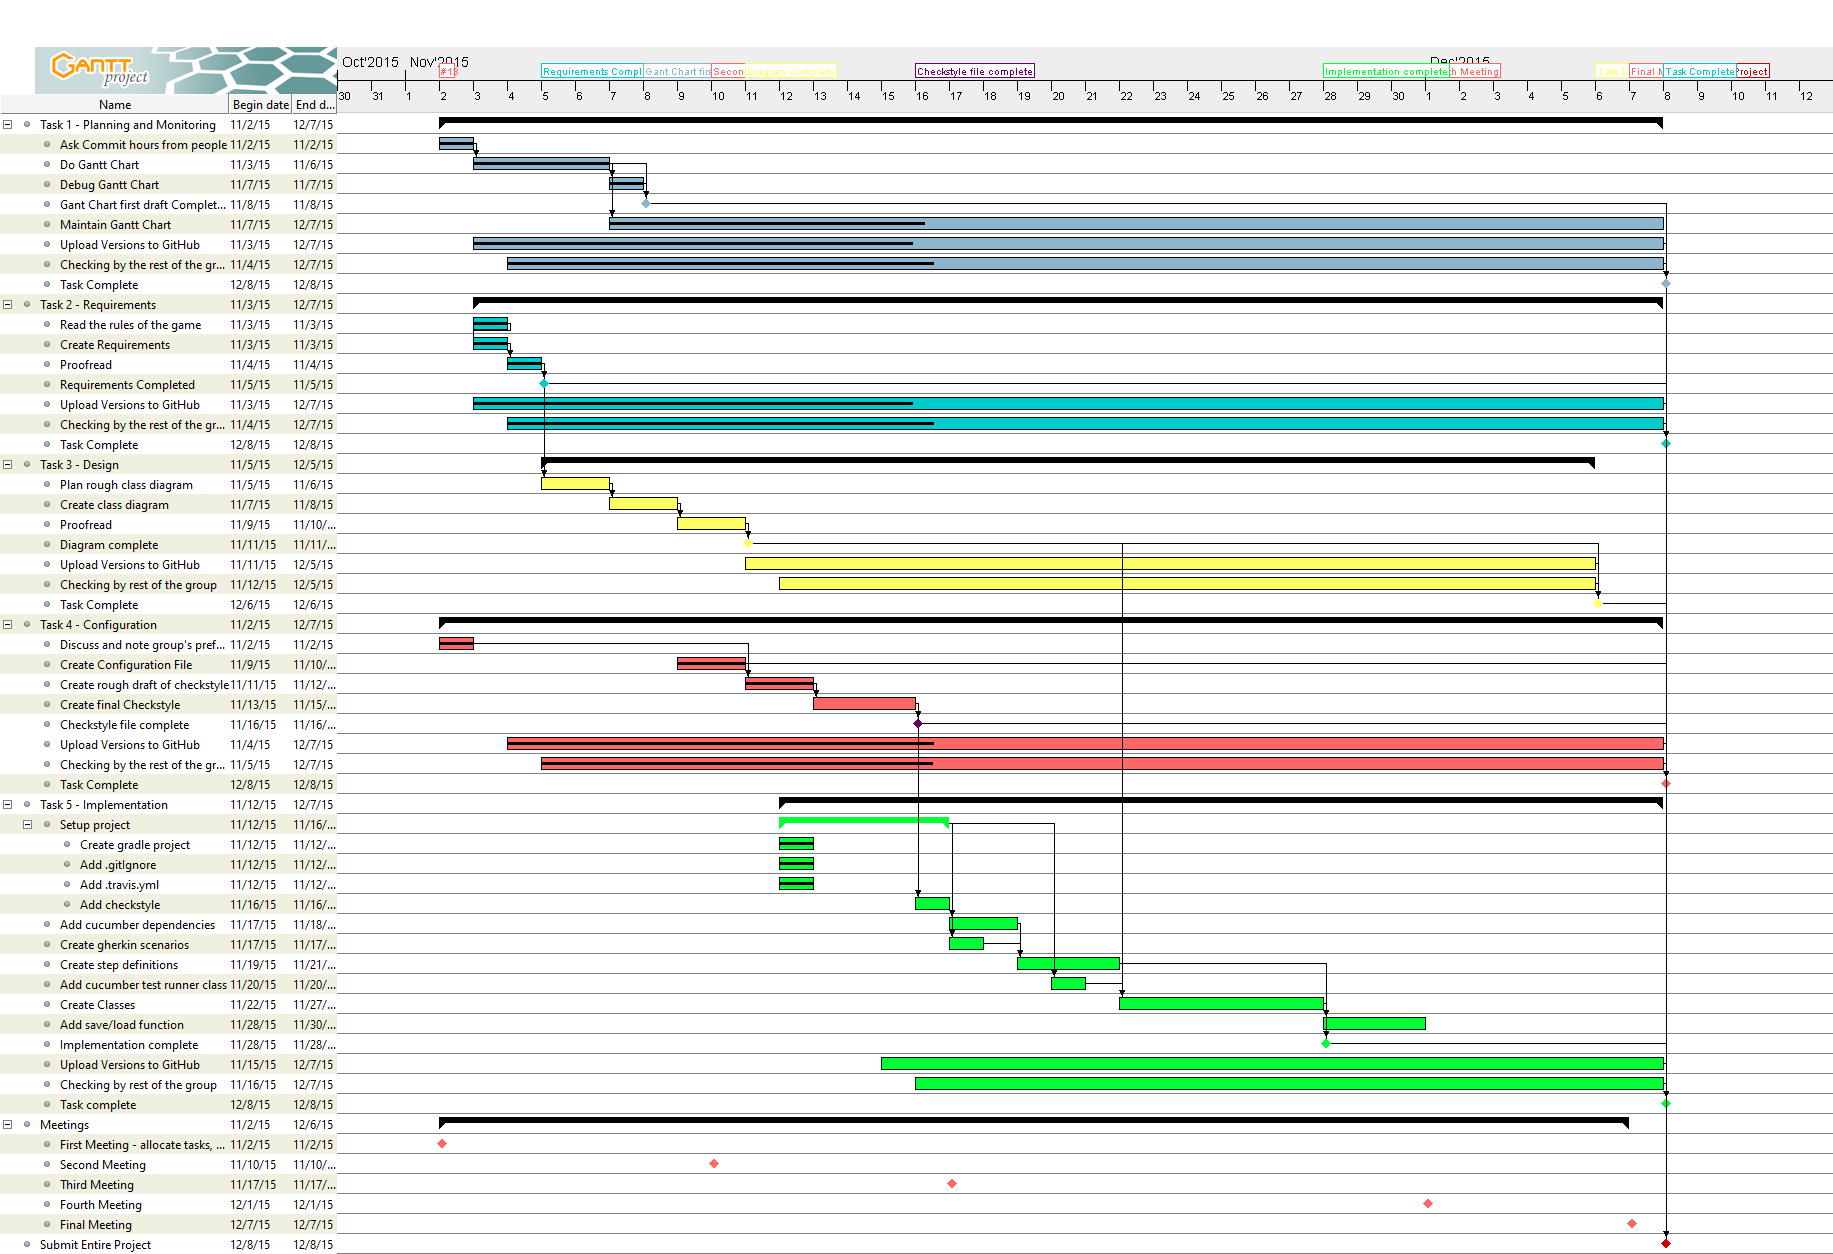 GANTT
project
Oct'2015 Nov'2015 Dec'2015
#13 Requirements Compl Gant Chart firs Secon Diagram complete Checkstyle file complete Implementation complete h Meeting Task C Final M Task Complete roject
Name Begin date End d... 30 31 1 2 3 4 5 6 7 8 9 10 11 12 13 14 15 16 17 18 19 20 21 22 23 24 25 26 27 28 29 30 1 2 3 4 5 6 7 8 9 10 11 12
Task 1 - Planning and Monitoring 11/2/15 12/7/15
Ask Commit hours from people 11/2/15 11/2/15
Do Gantt Chart 11/3/15 11/6/15
Debug Gantt Chart 11/7/15 11/7/15
Gant Chart first draft Complet... 11/8/15 11/8/15
Maintain Gantt Chart 11/7/15 12/7/15
Upload Versions to GitHub 11/3/15 12/7/15
Checking by the rest of the gr... 11/4/15 12/7/15
Task Complete 12/8/15 12/8/15
Task 2 - Requirements 11/3/15 12/7/15
Read the rules of the game 11/3/15 11/3/15
Create Requirements 11/3/15 11/3/15
Proofread 11/4/15 11/4/15
Requirements Completed 11/5/15 11/5/15
Upload Versions to GitHub 11/3/15 12/7/15
Checking by the rest of the gr... 11/4/15 12/7/15
Task Complete 12/8/15 12/8/15
Task 3 - Design 11/5/15 12/5/15
Plan rough class diagram 11/5/15 11/6/15
Create class diagram 11/7/15 11/8/15
Proofread 11/9/15 11/10/...
Diagram complete 11/11/15 11/11/...
Upload Versions to GitHub 11/11/15 12/5/15
Checking by rest of the group 11/12/15 12/5/15
Task Complete 12/6/15 12/6/15
Task 4 - Configuration 11/2/15 12/7/15
Discuss and note group's pref... 11/2/15 11/2/15
Create Configuration File 11/9/15 11/10/...
Create rough draft of checkstyle 11/11/15 11/12/...
Create final Checkstyle 11/13/15 11/15/...
Checkstyle file complete 11/16/15 11/16/...
Upload Versions to GitHub 11/4/15 12/7/15
Checking by the rest of the gr... 11/5/15 12/7/15
Task Complete 12/8/15 12/8/15
Task 5 - Implementation 11/12/15 12/7/15
Setup project 11/12/15 11/16/...
Create gradle project 11/12/15 11/12/...
Add .gitIgnore 11/12/15 11/12/...
Add .travis.yml 11/12/15 11/12/...
Add checkstyle 11/16/15 11/16/...
Add cucumber dependencies 11/17/15 11/18/...
Create gherkin scenarios 11/17/15 11/17/...
Create step definitions 11/19/15 11/21/...
Add cucumber test runner class 11/20/15 11/20/...
Create Classes 11/22/15 11/27/...
Add save/load function 11/28/15 11/30/...
Implementation complete 11/28/15 11/28/...
Upload Versions to GitHub 11/15/15 12/7/15
Checking by rest of the group 11/16/15 12/7/15
Task complete 12/8/15 12/8/15
Meetings 11/2/15 12/6/15
First Meeting - allocate tasks, ... 11/2/15 11/2/15
Second Meeting 11/10/15 11/10/...
Third Meeting 11/17/15 11/17/...
Fourth Meeting 12/1/15 12/1/15
Final Meeting 12/7/15 12/7/15
Submit Entire Project 12/8/15 12/8/15